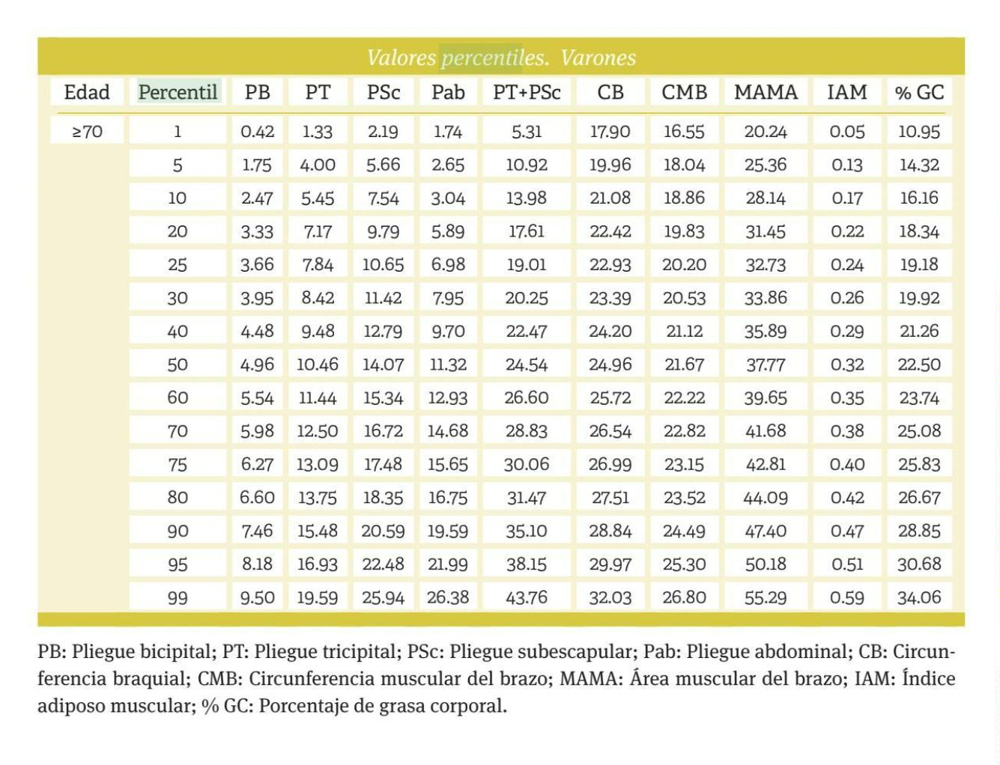 Valores percentiles. Varones
Edad Percentil PB PT PSc Pab PT+PSc CB CMB MAMA IAM % GC
≥70 1 0.42 1.33 2.19 1.74 5.31 17.90 16.55 20.24 0.05 10.95
5 1.75 4.00 5.66 2.65 10.92 19.96 18.04 25.36 0.13 14.32
10 2.47 5.45 7.54 3.04 13.98 21.08 18.86 28.14 0.17 16.16
20 3.33 7.17 9.79 5.89 17.61 22.42 19.83 31.45 0.22 18.34
25 3.66 7.84 10.65 6.98 19.01 22.93 20.20 32.73 0.24 19.18
30 3.95 8.42 11.42 7.95 20.25 23.39 20.53 33.86 0.26 19.92
40 4.48 9.48 12.79 9.70 22.47 24.20 21.12 35.89 0.29 21.26
50 4.96 10.46 14.07 11.32 24.54 24.96 21.67 37.77 0.32 22.50
60 5.54 11.44 15.34 12.93 26.60 25.72 22.22 39.65 0.35 23.74
70 5.98 12.50 16.72 14.68 28.83 26.54 22.82 41.68 0.38 25.08
75 6.27 13.09 17.48 15.65 30.06 26.99 23.15 42.81 0.40 25.83
80 6.60 13.75 18.35 16.75 31.47 27.51 23.52 44.09 0.42 26.67
90 7.46 15.48 20.59 19.59 35.10 28.84 24.49 47.40 0.47 28.85
95 8.18 16.93 22.48 21.99 38.15 29.97 25.30 50.18 0.51 30.68
99 9.50 19.59 25.94 26.38 43.76 32.03 26.80 55.29 0.59 34.06
PB: Pliegue bicipital; PT: Pliegue tricipital; PSc: Pliegue subescapular; Pab: Pliegue abdominal; CB: Circun-
ferencia braquial; CMB: Circunferencia muscular del brazo; MAMA: Área muscular del brazo; IAM: Índice
adiposo muscular; % GC: Porcentaje de grasa corporal.